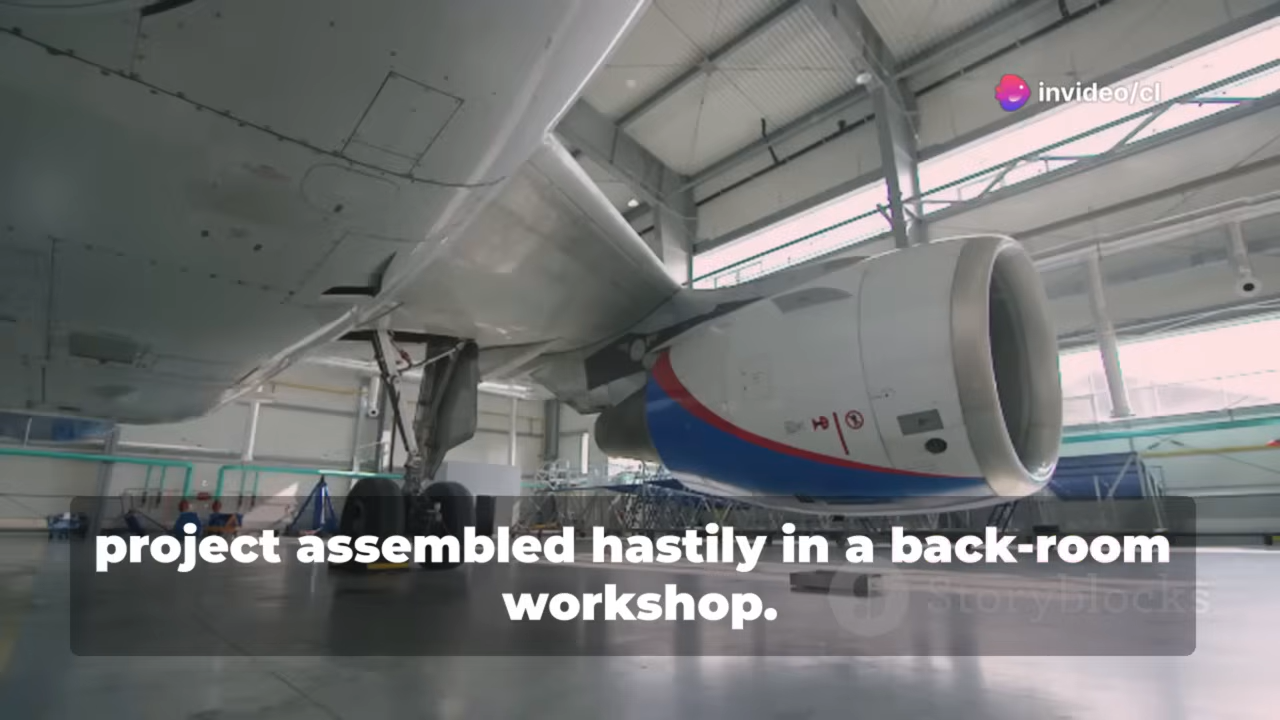 invideo/cl
project assembled hastily in a back-room
workshop.
Storyblocks